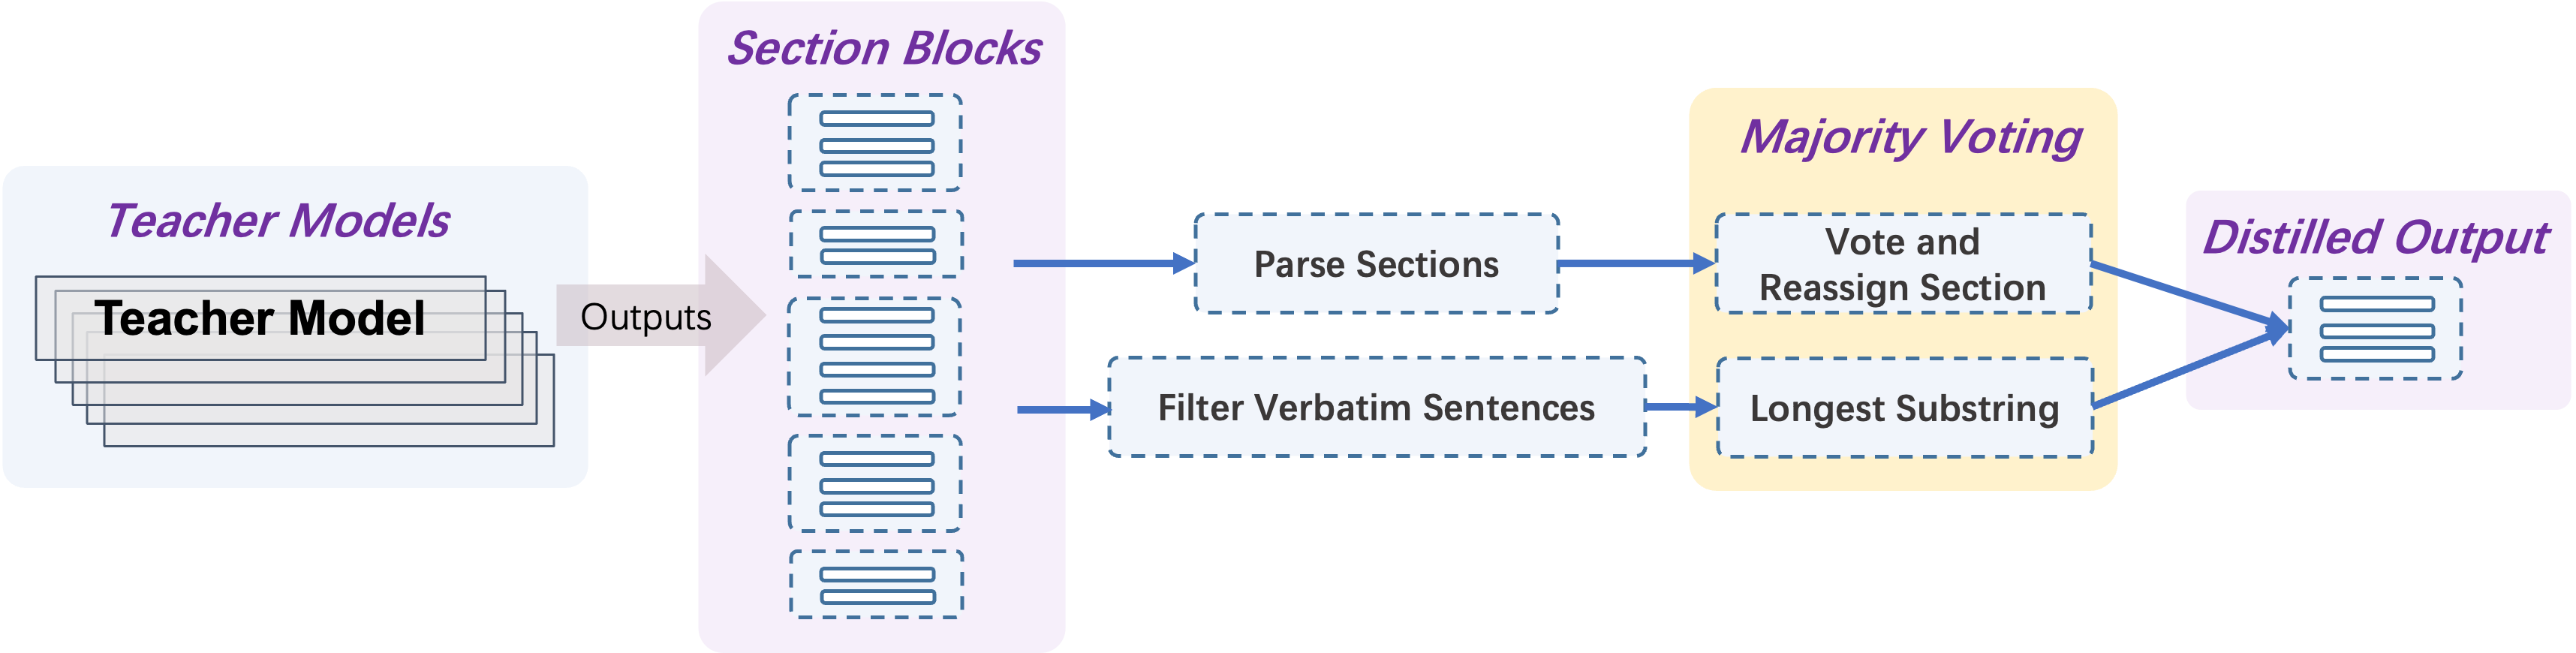 Teacher Models
Teacher Model
Outputs
Section Blocks
Parse Sections
Filter Verbatim Sentences
Majority Voting
Vote and
Reassign Section
Longest Substring
Distilled Output